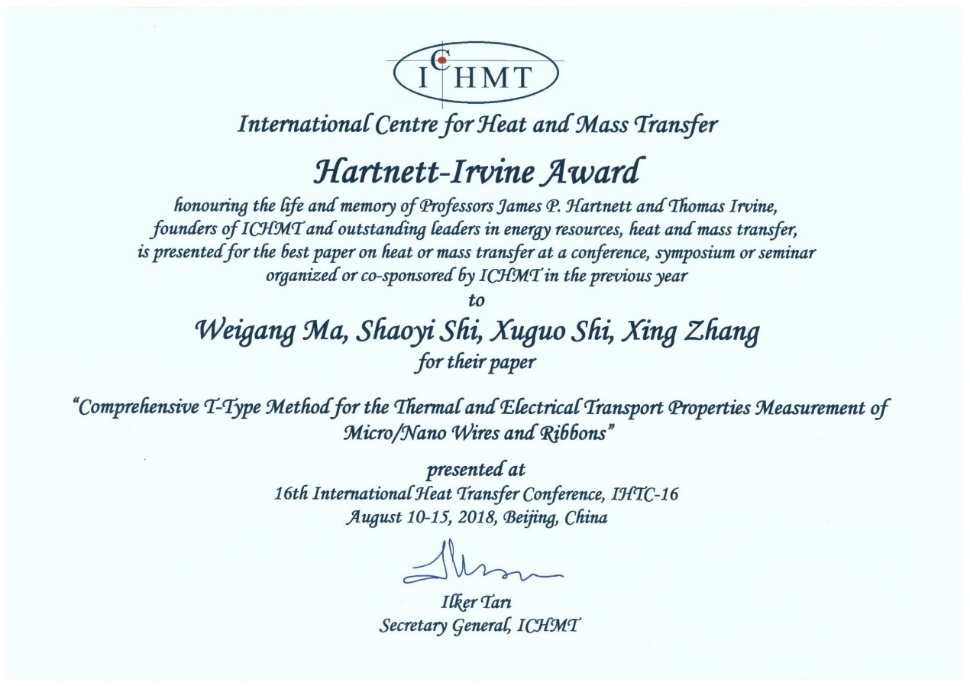 ICHMT
International Centre for Heat and Mass Transfer
Hartnett-Irvine Award
honouring the life and memory of Professors James P. Hartnett and Thomas Irvine,
founders of ICHMT and outstanding leaders in energy resources, heat and mass transfer,
is presented for the best paper on heat or mass transfer at a conference, symposium or seminar
organized or co-sponsored by ICHMT in the previous year
to
Weigang Ma, Shaoyi Shi, Xuguo Shi, Xing Zhang
for their paper
“Comprehensive T-Type Method for the Thermal and Electrical Transport Properties Measurement of
Micro/Nano Wires and Ribbons”
presented at
16th International Heat Transfer Conference, IHTC-16
August 10-15, 2018, Beijing, China
Ilker Tarı
Secretary General, ICHMT